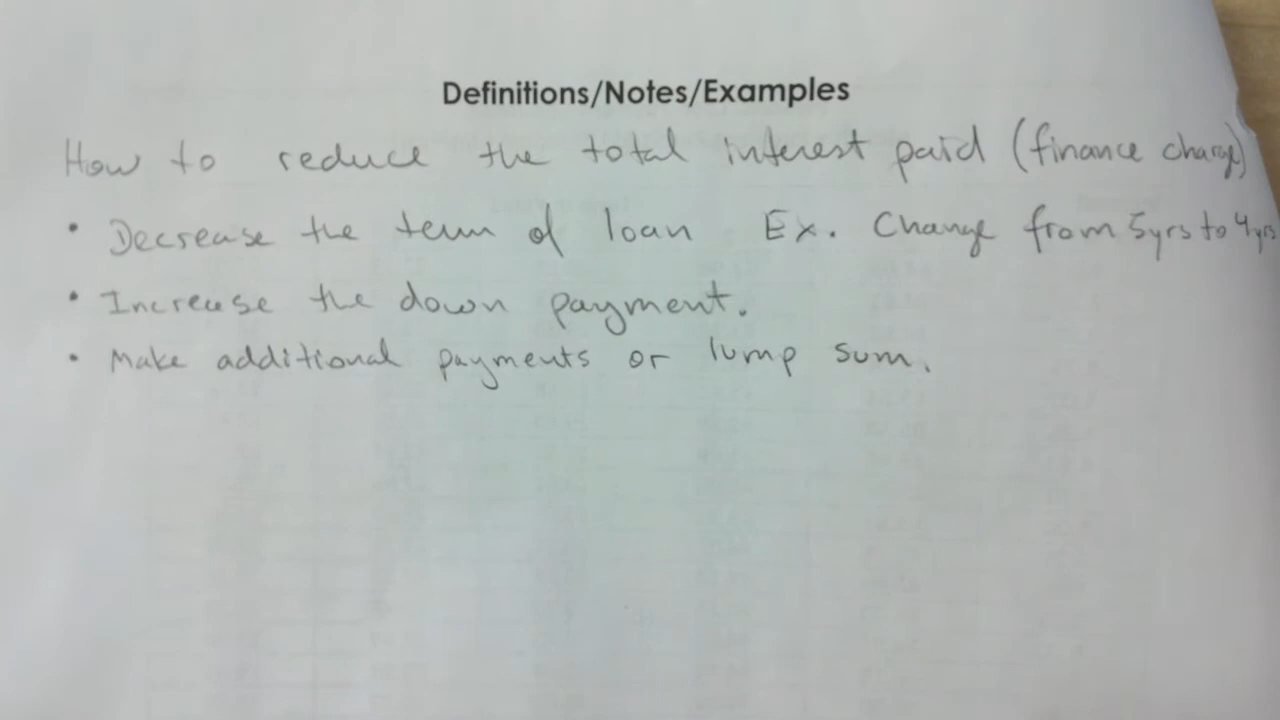 Definitions/Notes/Examples
How to reduce the total interest paid (finance charge)
• Decrease the term of loan Ex. Change from 5yrs to 4yrs
• Increase the down payment.
• Make additional payments or lump sum.